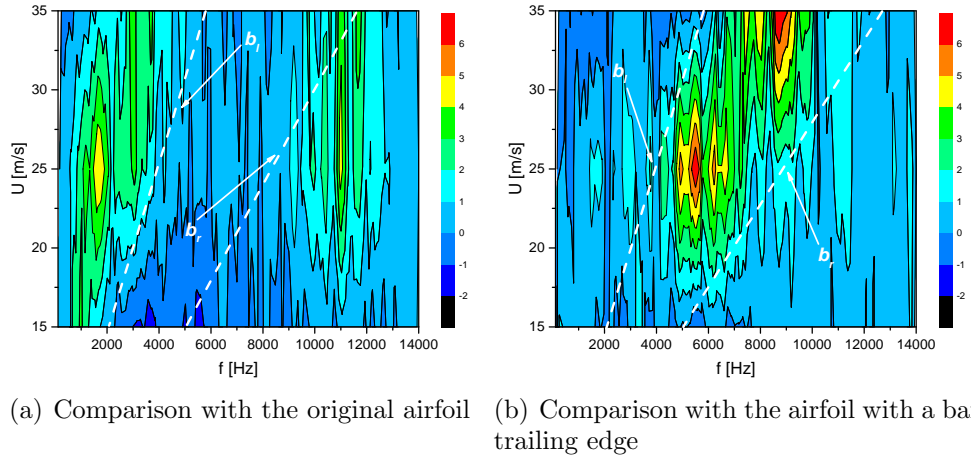 35
30
25
20
15
U [m/s]
2000 4000 6000 8000 10000 12000 14000
f [Hz]
b_l
b_r
6
5
4
3
2
1
0
-1
-2
(a) Comparison with the original airfoil
35
30
25
20
15
U [m/s]
2000 4000 6000 8000 10000 12000 14000
f [Hz]
b_l
b_r
6
5
4
3
2
1
0
-1
-2
(b) Comparison with the airfoil with a ba
trailing edge